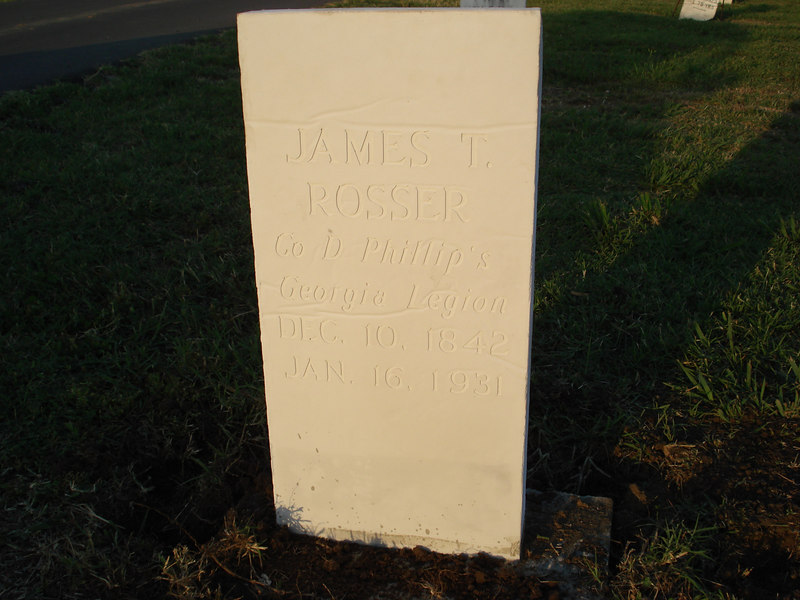 JAMES T.
ROSSER
Co D Phillip's
Georgia Legion
DEC. 10, 1842
JAN. 16, 1931